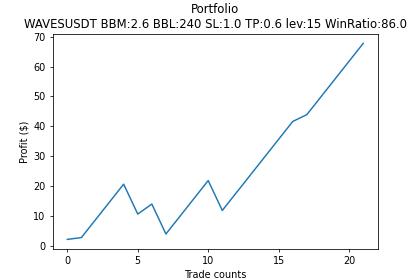 Portfolio
WAVESUSDT BBM:2.6 BBL:240 SL:1.0 TP:0.6 lev:15 WinRatio:86.0
70
60
50
40
30
20
10
0
Profit ($)
0 5 10 15 20
Trade counts